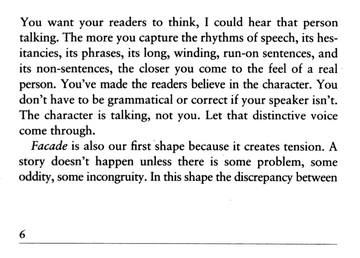 You want your readers to think, I could hear that person
talking. The more you capture the rhythms of speech, its hes-
itancies, its phrases, its long, winding, run-on sentences, and
its non-sentences, the closer you come to the feel of a real
person. You've made the readers believe in the character. You
don't have to be grammatical or correct if your speaker isn't.
The character is talking, not you. Let that distinctive voice
come through.
Facade is also our first shape because it creates tension. A
story doesn't happen unless there is some problem, some
oddity, some incongruity. In this shape the discrepancy between
6